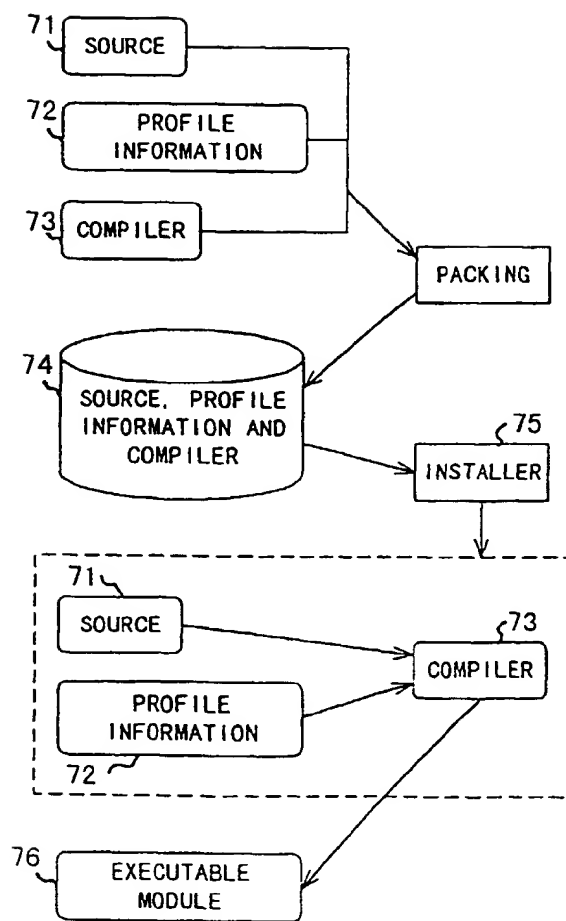 71
SOURCE
72
PROFILE
INFORMATION
73
COMPILER
PACKING
74
SOURCE, PROFILE
INFORMATION AND
COMPILER
75
INSTALLER
71
SOURCE
73
COMPILER
PROFILE
INFORMATION
72
76
EXECUTABLE
MODULE